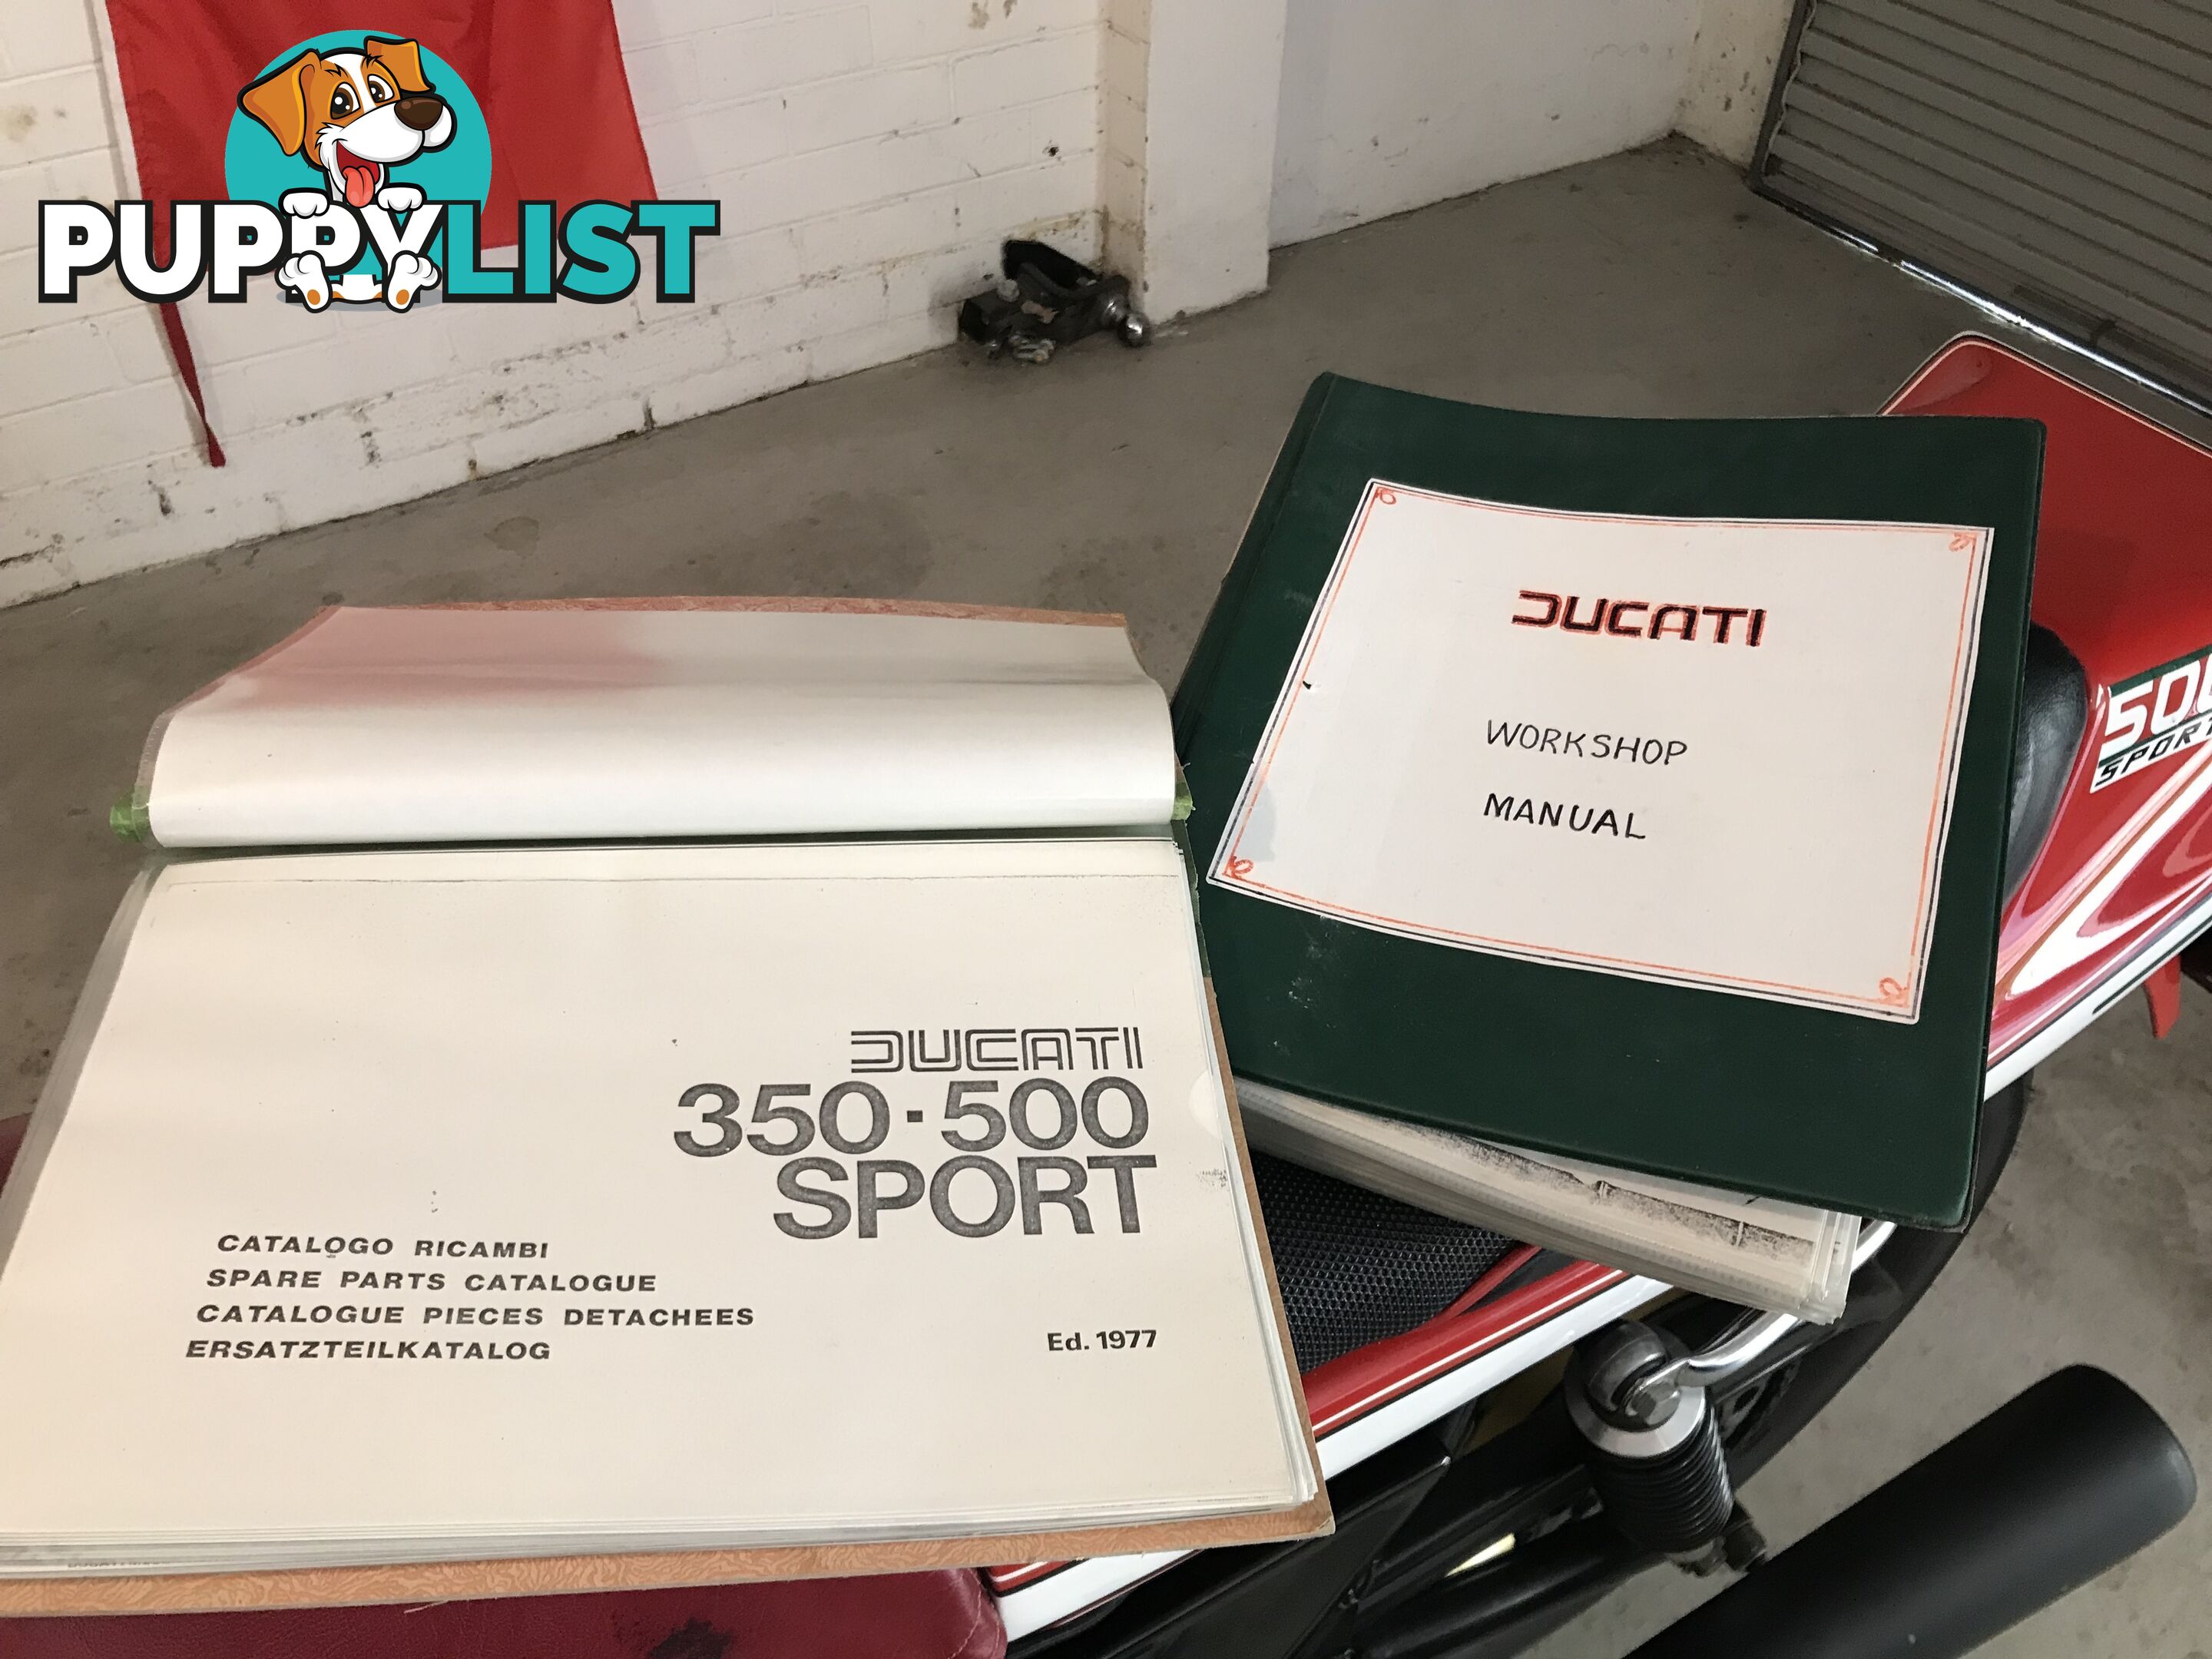 PUPPYLIST
DUCATI
WORKSHOP
MANUAL
SPORT
DUCATI
350·500
SPORT
CATALOGO RICAMBI
SPARE PARTS CATALOGUE
CATALOGUE PIECES DETACHEES
ERSATZTEILKATALOG
Ed. 1977